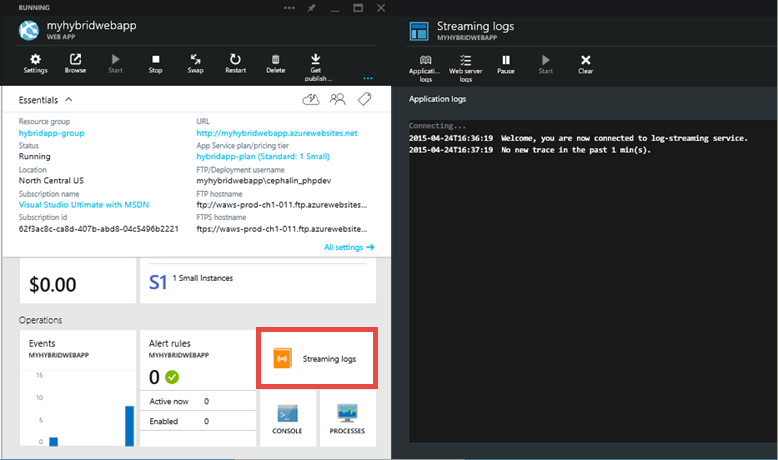 RUNNING
myhybridwebapp
WEB APP
Settings
Browse
Start
Stop
Swap
Restart
Delete
Get publish...
Essentials
Resource group
hybridapp-group
Status
Running
Location
North Central US
Subscription name
Visual Studio Ultimate with MSDN
Subscription id
62f3ac8c-ca8d-407b-abd8-04c5496b2221
URL
http://myhybridwebapp.azurewebsites.net
App Service plan/pricing tier
hybridapp-plan (Standard: 1 Small)
FTP/Deployment username
myhybridwebapp\cephalin_phpdev
FTP hostname
ftp://waws-prod-ch1-011.ftp.azurewebsites...
FTPS hostname
ftps://waws-prod-ch1-011.ftp.azurewebsite...
All settings
$0.00
S1 1 Small Instances
Operations
Events
MYHYBRIDWEBAPP
15
10
5
0
Alert rules
MYHYBRIDWEBAPP
0
Active now 0
Enabled 0
Streaming logs
CONSOLE
PROCESSES
Streaming logs
MYHYBRIDWEBAPP
Applicati... logs
Web server logs
Pause
Start
Clear
Application logs
Connecting...
2015-04-24T16:36:19 Welcome, you are now connected to log-streaming service.
2015-04-24T16:37:19 No new trace in the past 1 min(s).